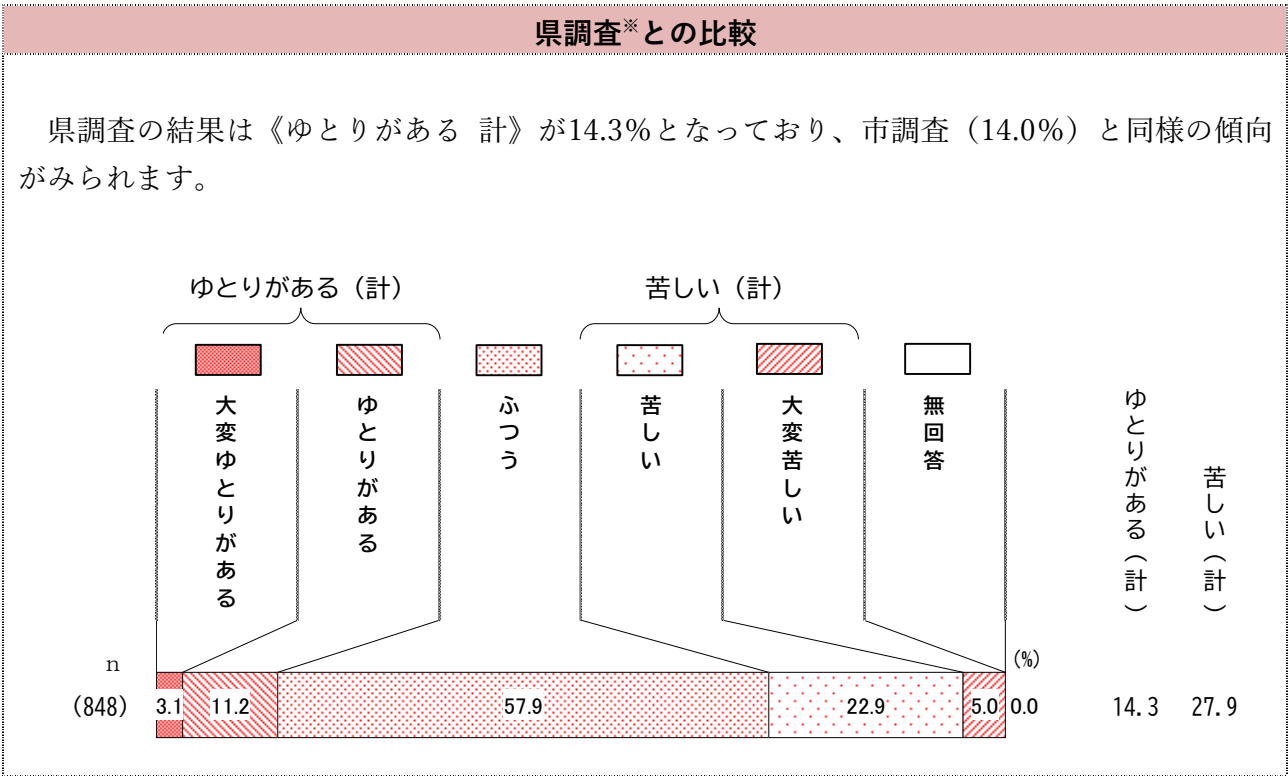 県調査※との比較
県調査の結果は《ゆとりがある 計》が14.3%となっており、市調査（14.0%）と同様の傾向
がみられます。
ゆとりがある（計）
苦しい（計）
大変ゆとりがある
ゆとりがある
ふつう
苦しい
大変苦しい
無回答
ゆとりがある（計）
苦しい（計）
n
(%)
(848)
3.1
11.2
57.9
22.9
5.0
0.0
14.3
27.9